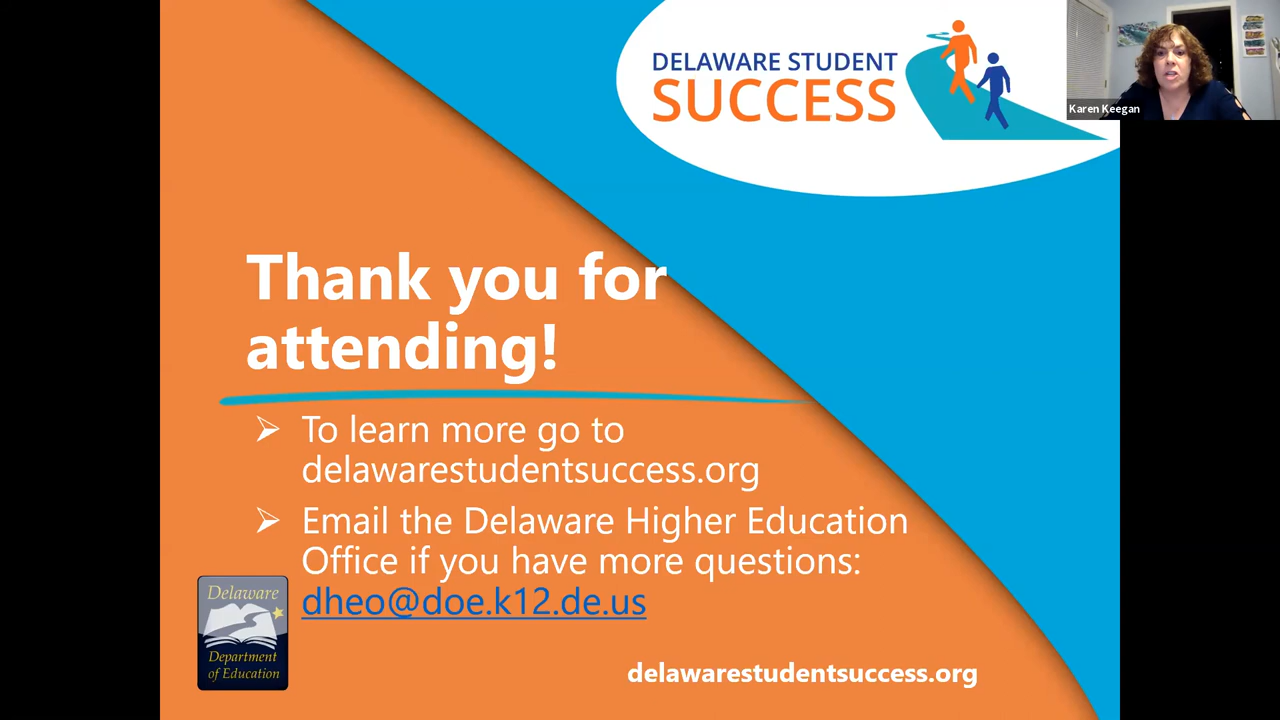 DELAWARE STUDENT
SUCCESS
Karen Keegan
Thank you for
attending!
➢ To learn more go to
delawarestudentsuccess.org
➢ Email the Delaware Higher Education
Office if you have more questions:
dheo@doe.k12.de.us
Delaware
Department
of Education
delawarestudentsuccess.org